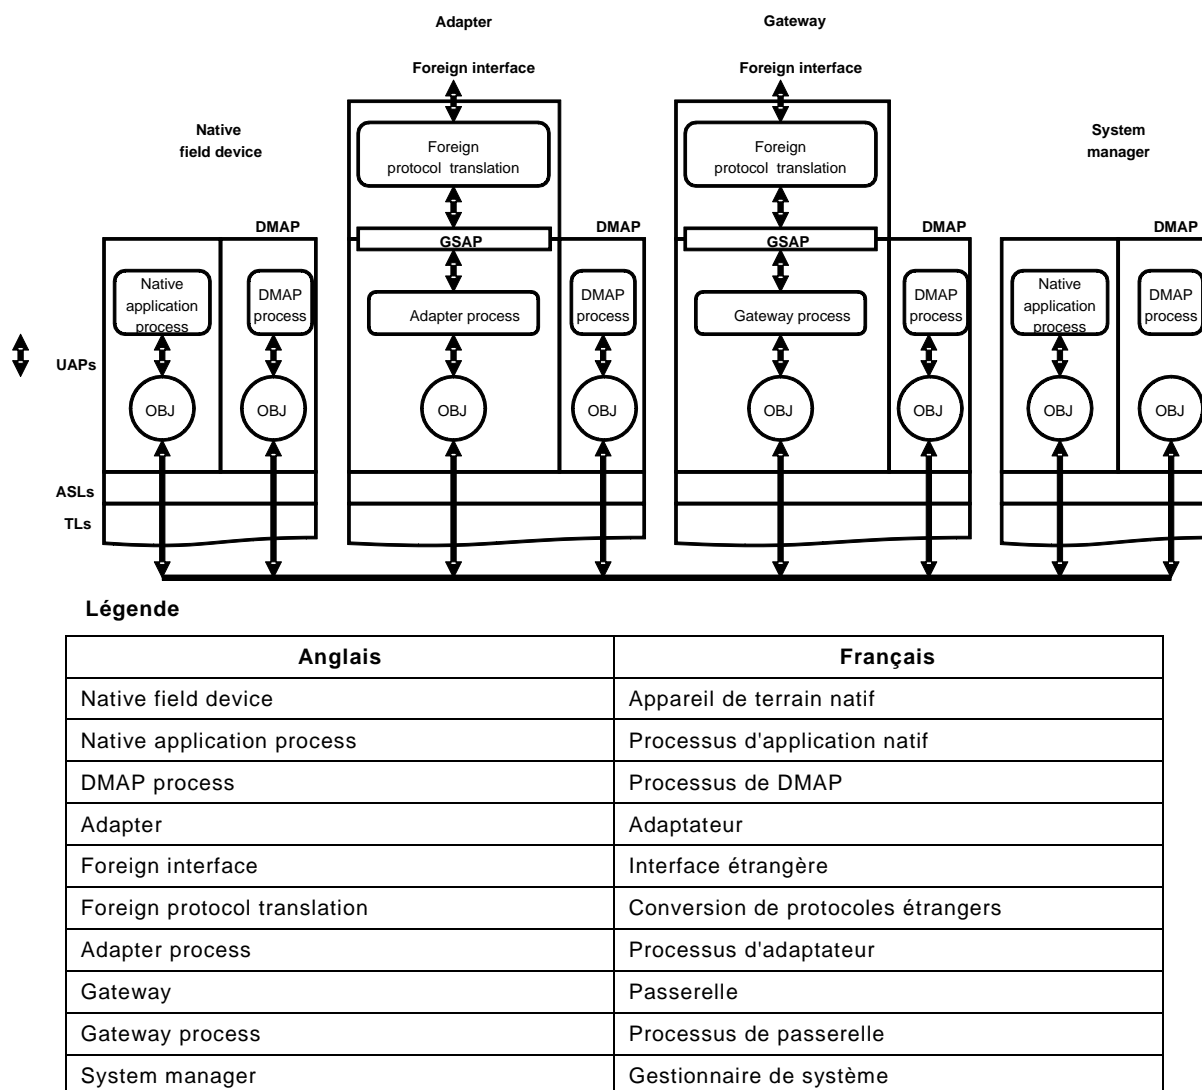 Adapter
Gateway
Foreign interface
Foreign interface
Native
field device
Foreign
protocol translation
Foreign
protocol translation
System
manager
DMAP
GSAP
DMAP
GSAP
DMAP
DMAP
Native
application
process
DMAP
process
Adapter process
DMAP
process
Gateway process
DMAP
process
Native
application
process
DMAP
process
UAPs
OBJ
OBJ
OBJ
OBJ
OBJ
OBJ
OBJ
OBJ
ASLs
TLs
Légende
Anglais Français
Native field device Appareil de terrain natif
Native application process Processus d'application natif
DMAP process Processus de DMAP
Adapter Adaptateur
Foreign interface Interface étrangère
Foreign protocol translation Conversion de protocoles étrangers
Adapter process Processus d'adaptateur
Gateway Passerelle
Gateway process Processus de passerelle
System manager Gestionnaire de système